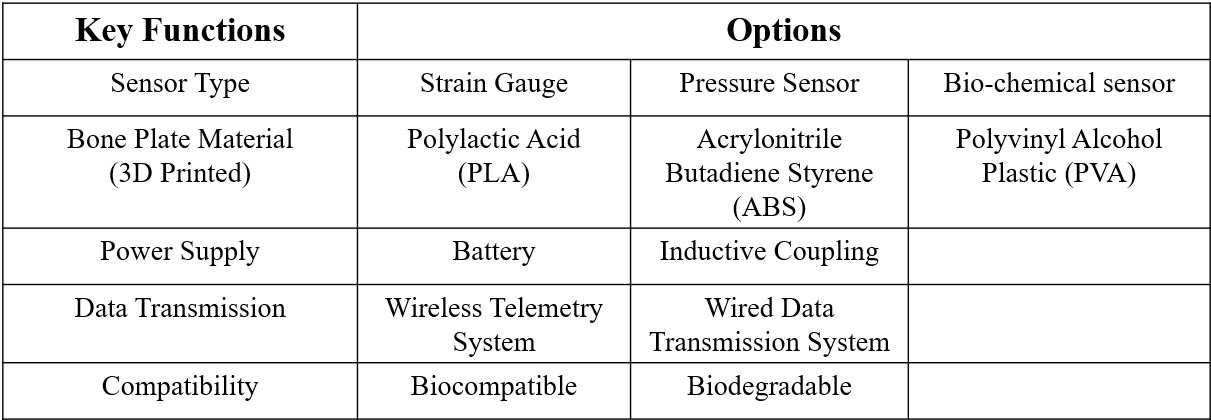 Key Functions
Options
Sensor Type
Strain Gauge
Pressure Sensor
Bio-chemical sensor
Bone Plate Material
(3D Printed)
Polylactic Acid
(PLA)
Acrylonitrile
Butadiene Styrene
(ABS)
Polyvinyl Alcohol
Plastic (PVA)
Power Supply
Battery
Inductive Coupling
Data Transmission
Wireless Telemetry
System
Wired Data
Transmission System
Compatibility
Biocompatible
Biodegradable